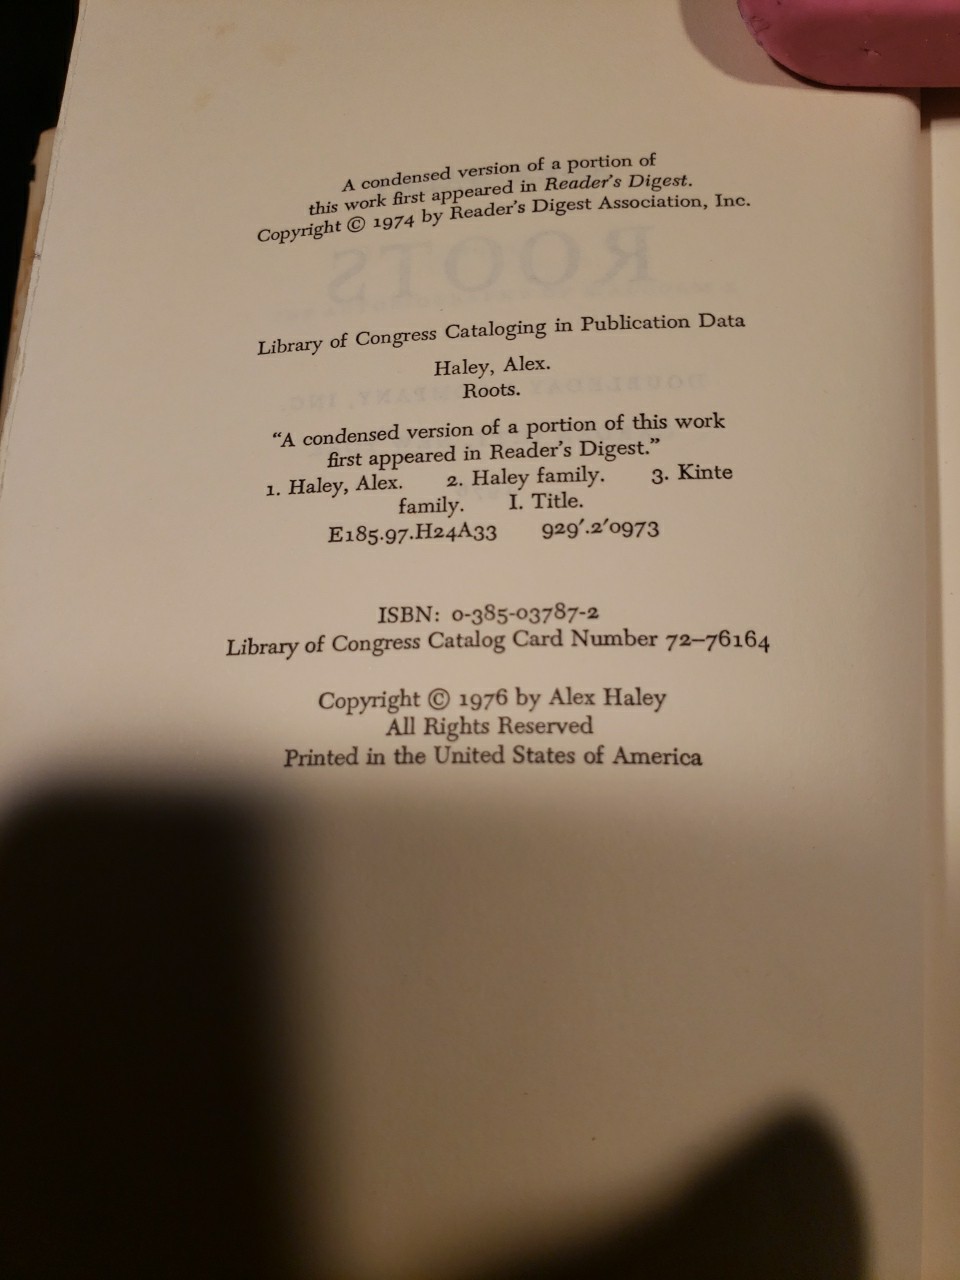 A condensed version of a portion of
this work first appeared in Reader's Digest.
Copyright © 1974 by Reader's Digest Association, Inc.
ROOTS
Library of Congress Cataloging in Publication Data
Haley, Alex.
Roots.
DOUBLEDAY COMPANY, INC.
"A condensed version of a portion of this work
first appeared in Reader's Digest."
1. Haley, Alex. 2. Haley family. 3. Kinte
family. I. Title.
E185.97.H24A33 929′.2′0973
ISBN: 0-385-03787-2
Library of Congress Catalog Card Number 72–76164
Copyright © 1976 by Alex Haley
All Rights Reserved
Printed in the United States of America